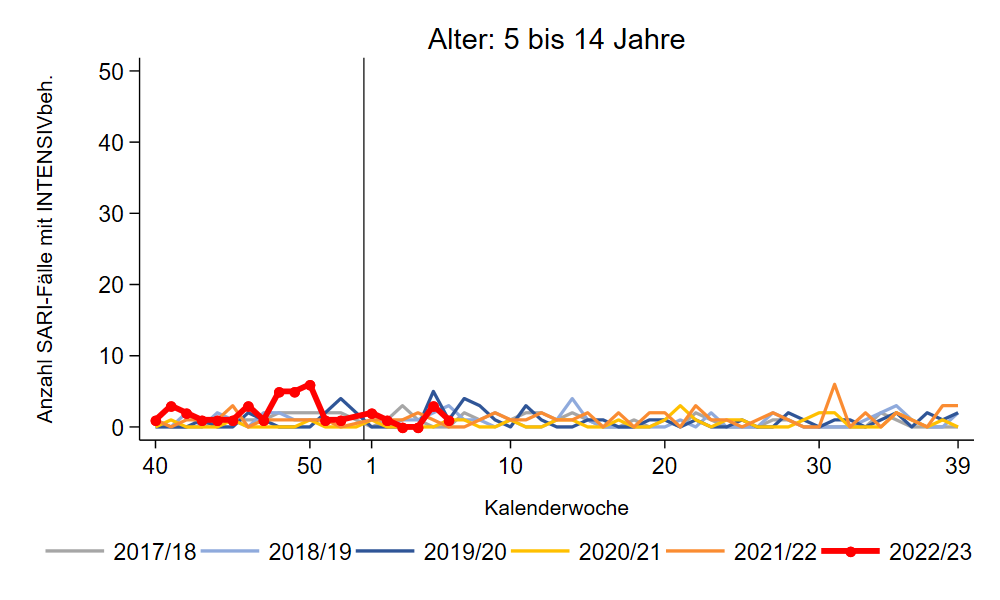 Alter: 5 bis 14 Jahre
Anzahl SARI-Fälle mit INTENSIVbeh.
50
40
30
20
10
0
40 50 1 10 20 30 39
Kalenderwoche
2017/18 2018/19 2019/20 2020/21 2021/22 2022/23